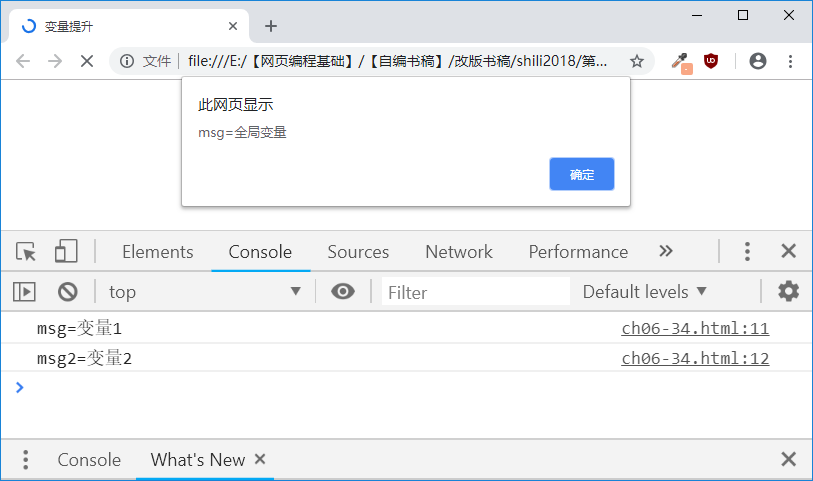 变量提升
文件 file:///E:/【网页编程基础】/【自编书稿】/改版书稿/shili2018/第...
此网页显示
msg=全局变量
确定
Elements Console Sources Network Performance
top Filter Default levels
msg=变量1 ch06-34.html:11
msg2=变量2 ch06-34.html:12
Console What's New